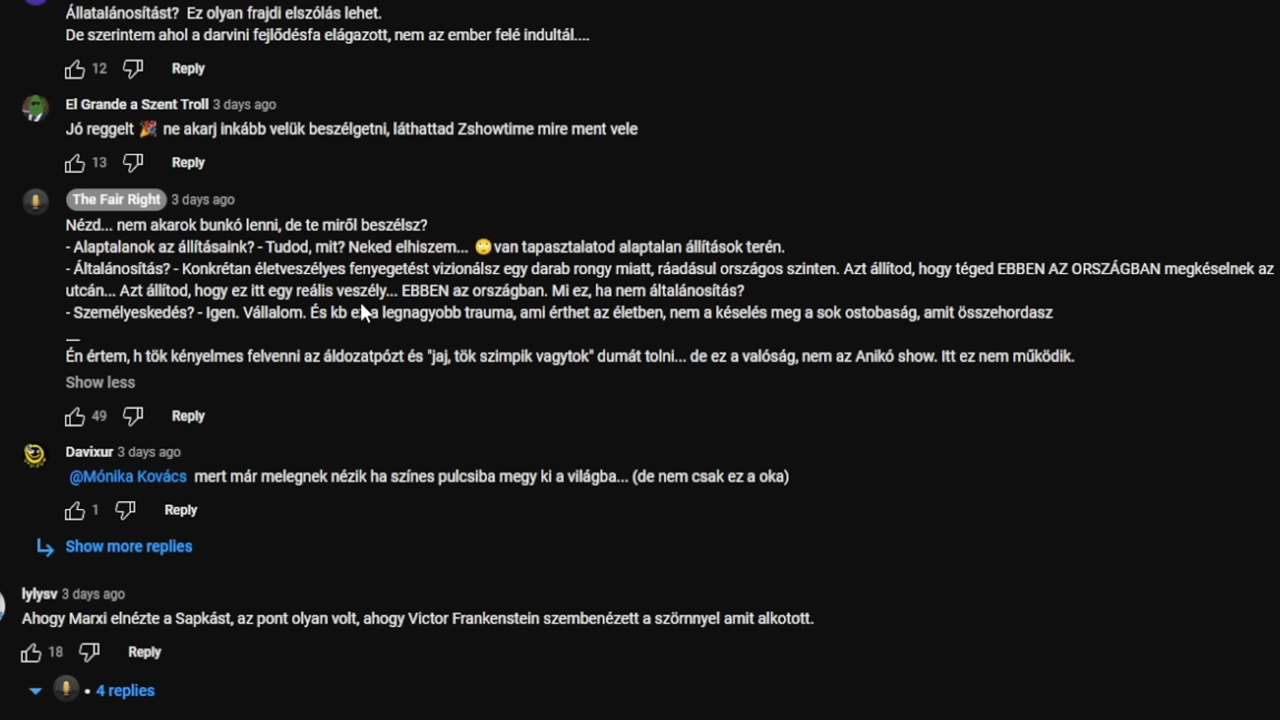 Állatalánosítást? Ez olyan frajdi elszólás lehet.
De szerintem ahol a darvini fejlődésfa elágazott, nem az ember felé indultál....
12 Reply
El Grande a Szent Troll 3 days ago
Jó reggelt 🎉 ne akarj inkább velük beszélgetni, láthattad Zshowtime mire ment vele
13 Reply
The Fair Right 3 days ago
Nézd... nem akarok bunkó lenni, de te miről beszélsz?
- Alaptalanok az állításaink? - Tudod, mit? Neked elhiszem... 🙄 van tapasztalatod alaptalan állítások terén.
- Általánosítás? - Konkrétan életveszélyes fenyegetést vizionálsz egy darab rongy miatt, ráadásul országos szinten. Azt állítod, hogy téged EBBEN AZ ORSZÁGBAN megkéselnek az
utcán... Azt állítod, hogy ez itt egy reális veszély... EBBEN az országban. Mi ez, ha nem általánosítás?
- Személyeskedés? - Igen. Vállalom. És kb ez a legnagyobb trauma, ami érthet az életben, nem a késelés meg a sok ostobaság, amit összehordasz
__
Én értem, h tök kényelmes felvenni az áldozatpózt és "jaj, tök szimpik vagytok" dumát tolni... de ez a valóság, nem az Anikó show. Itt ez nem működik.
Show less
49 Reply
Davixur 3 days ago
@Mónika Kovács mert már melegnek nézik ha színes pulcsiba megy ki a világba... (de nem csak ez a oka)
1 Reply
Show more replies
lylysv 3 days ago
Ahogy Marxi elnézte a Sapkást, az pont olyan volt, ahogy Victor Frankenstein szembenézett a szörnnyel amit alkotott.
18 Reply
• 4 replies